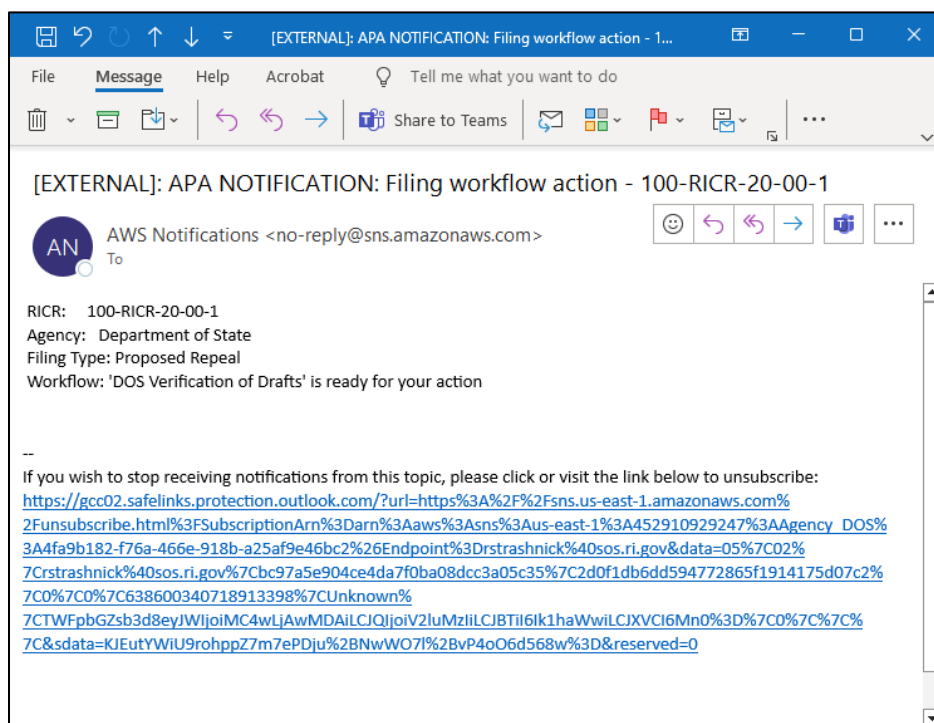 [EXTERNAL]: APA NOTIFICATION: Filing workflow action - 1...
File Message Help Acrobat Tell me what you want to do
Share to Teams
[EXTERNAL]: APA NOTIFICATION: Filing workflow action - 100-RICR-20-00-1
AN
AWS Notifications <no-reply@sns.amazonaws.com>
To
RICR: 100-RICR-20-00-1
Agency: Department of State
Filing Type: Proposed Repeal
Workflow: 'DOS Verification of Drafts' is ready for your action
--
If you wish to stop receiving notifications from this topic, please click or visit the link below to unsubscribe:
https://gcc02.safelinks.protection.outlook.com/?url=https%3A%2F%2Fsns.us-east-1.amazonaws.com%
2Funsubscribe.html%3FSubscriptionArn%3Darn%3Aaws%3Asns%3Aus-east-1%3A452910929247%3AAgency_DOS%
3A4fa9b182-f76a-466e-918b-a25af9e46bc2%26Endpoint%3Drstrashnick%40sos.ri.gov&data=05%7C02%
7Crstrashnick%40sos.ri.gov%7Cbc97a5e904ce4da7f0ba08dcc3a05c35%7C2d0f1db6dd594772865f1914175d07c2%
7C0%7C0%7C638600340718913398%7CUnknown%
7CTWFpbGZsb3d8eyJWIjoiMC4wLjAwMDAiLCJQIjoiV2luMzIiLCJBTiI6Ik1haWwiLCJXVCI6Mn0%3D%7C0%7C%7C%
7C&sdata=KJEutYWiU9rohppZ7m7ePDju%2BNwWO7l%2BvP4oO6d568w%3D&reserved=0